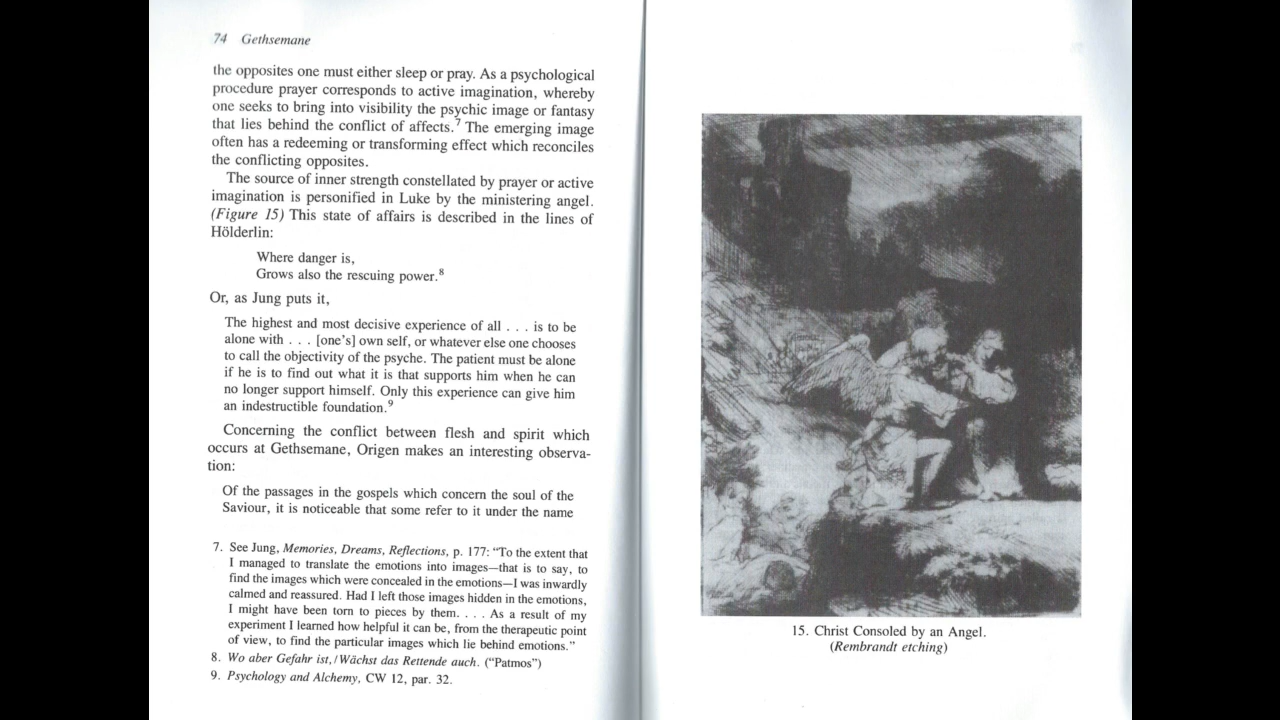 74 Gethsemane
the opposites one must either sleep or pray. As a psychological
procedure prayer corresponds to active imagination, whereby
one seeks to bring into visibility the psychic image or fantasy
that lies behind the conflict of affects.7 The emerging image
often has a redeeming or transforming effect which reconciles
the conflicting opposites.
The source of inner strength constellated by prayer or active
imagination is personified in Luke by the ministering angel.
(Figure 15) This state of affairs is described in the lines of
Hölderlin:
Where danger is,
Grows also the rescuing power.8
Or, as Jung puts it,
The highest and most decisive experience of all . . . is to be
alone with . . . [one's] own self, or whatever else one chooses
to call the objectivity of the psyche. The patient must be alone
if he is to find out what it is that supports him when he can
no longer support himself. Only this experience can give him
an indestructible foundation.9
Concerning the conflict between flesh and spirit which
occurs at Gethsemane, Origen makes an interesting observa-
tion:
Of the passages in the gospels which concern the soul of the
Saviour, it is noticeable that some refer to it under the name
7. See Jung, Memories, Dreams, Reflections, p. 177: "To the extent that
I managed to translate the emotions into images—that is to say, to
find the images which were concealed in the emotions—I was inwardly
calmed and reassured. Had I left those images hidden in the emotions,
I might have been torn to pieces by them. . . . As a result of my
experiment I learned how helpful it can be, from the therapeutic point
of view, to find the particular images which lie behind emotions."
8. Wo aber Gefahr ist,/Wächst das Rettende auch. ("Patmos")
9. Psychology and Alchemy, CW 12, par. 32.
15. Christ Consoled by an Angel.
(Rembrandt etching)